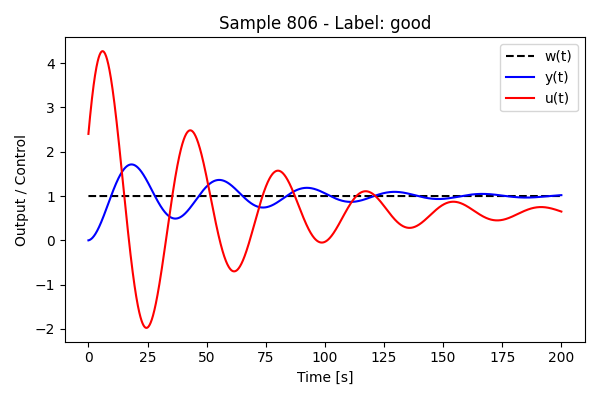 Sample 806 - Label: good
Output / Control
4
3
2
1
0
−1
−2
w(t)
y(t)
u(t)
0 25 50 75 100 125 150 175 200
Time [s]